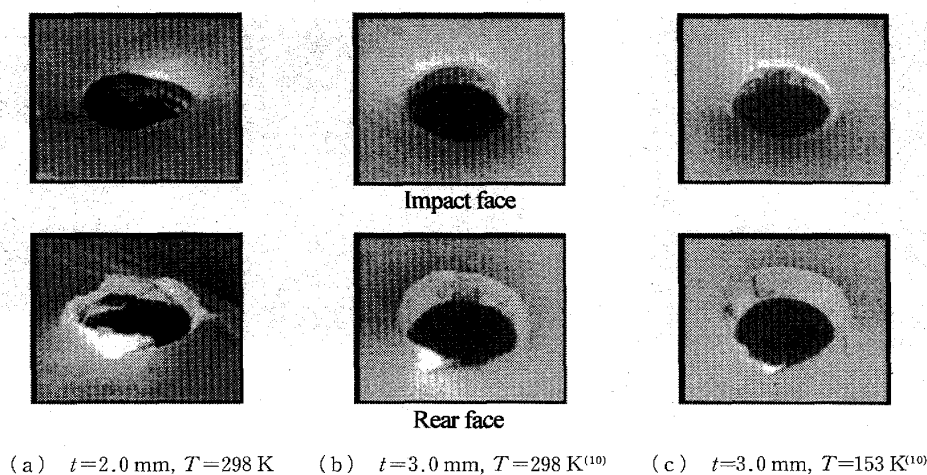 Impact face
Rear face
(a) t=2.0 mm, T=298 K (b) t=3.0 mm, T=298 K⁽¹⁰⁾ (c) t=3.0 mm, T=153 K⁽¹⁰⁾